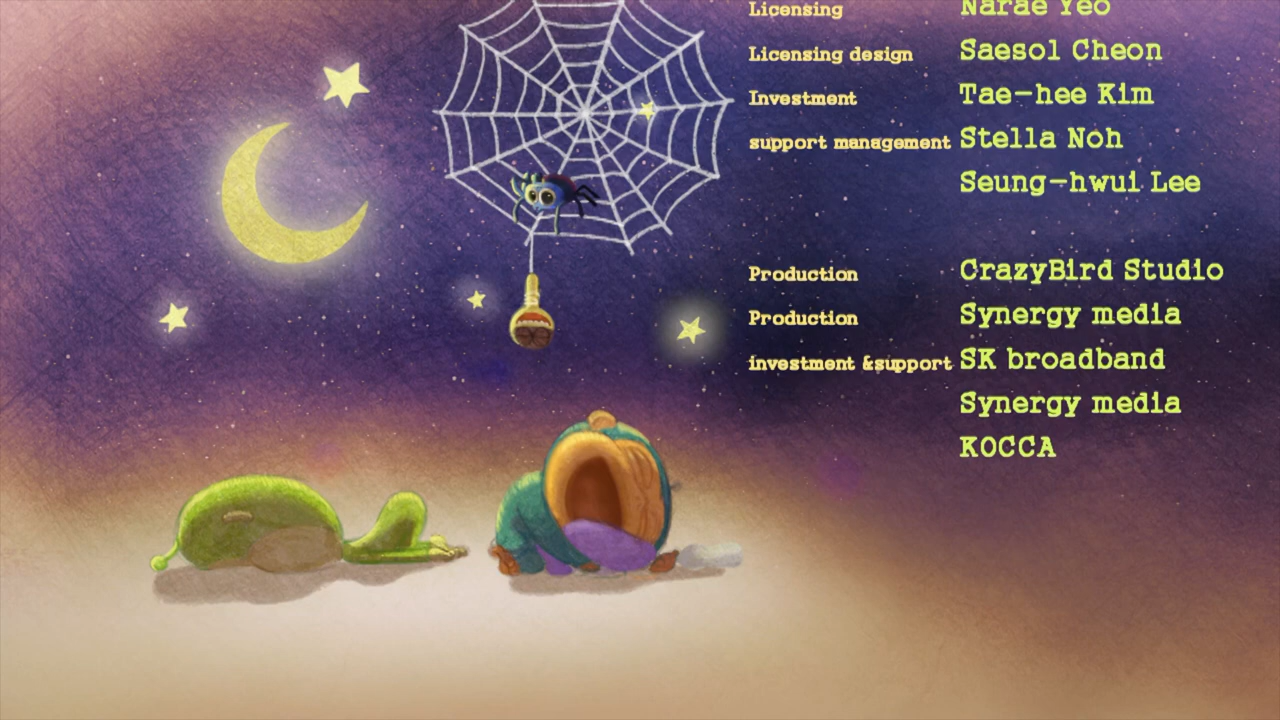 Licensing Narae Yeo
Licensing design Saesol Cheon
Investment Tae-hee Kim
support management Stella Noh
Seung-hwui Lee
Production CrazyBird Studio
Production Synergy media
investment &support SK broadband
Synergy media
KOCCA